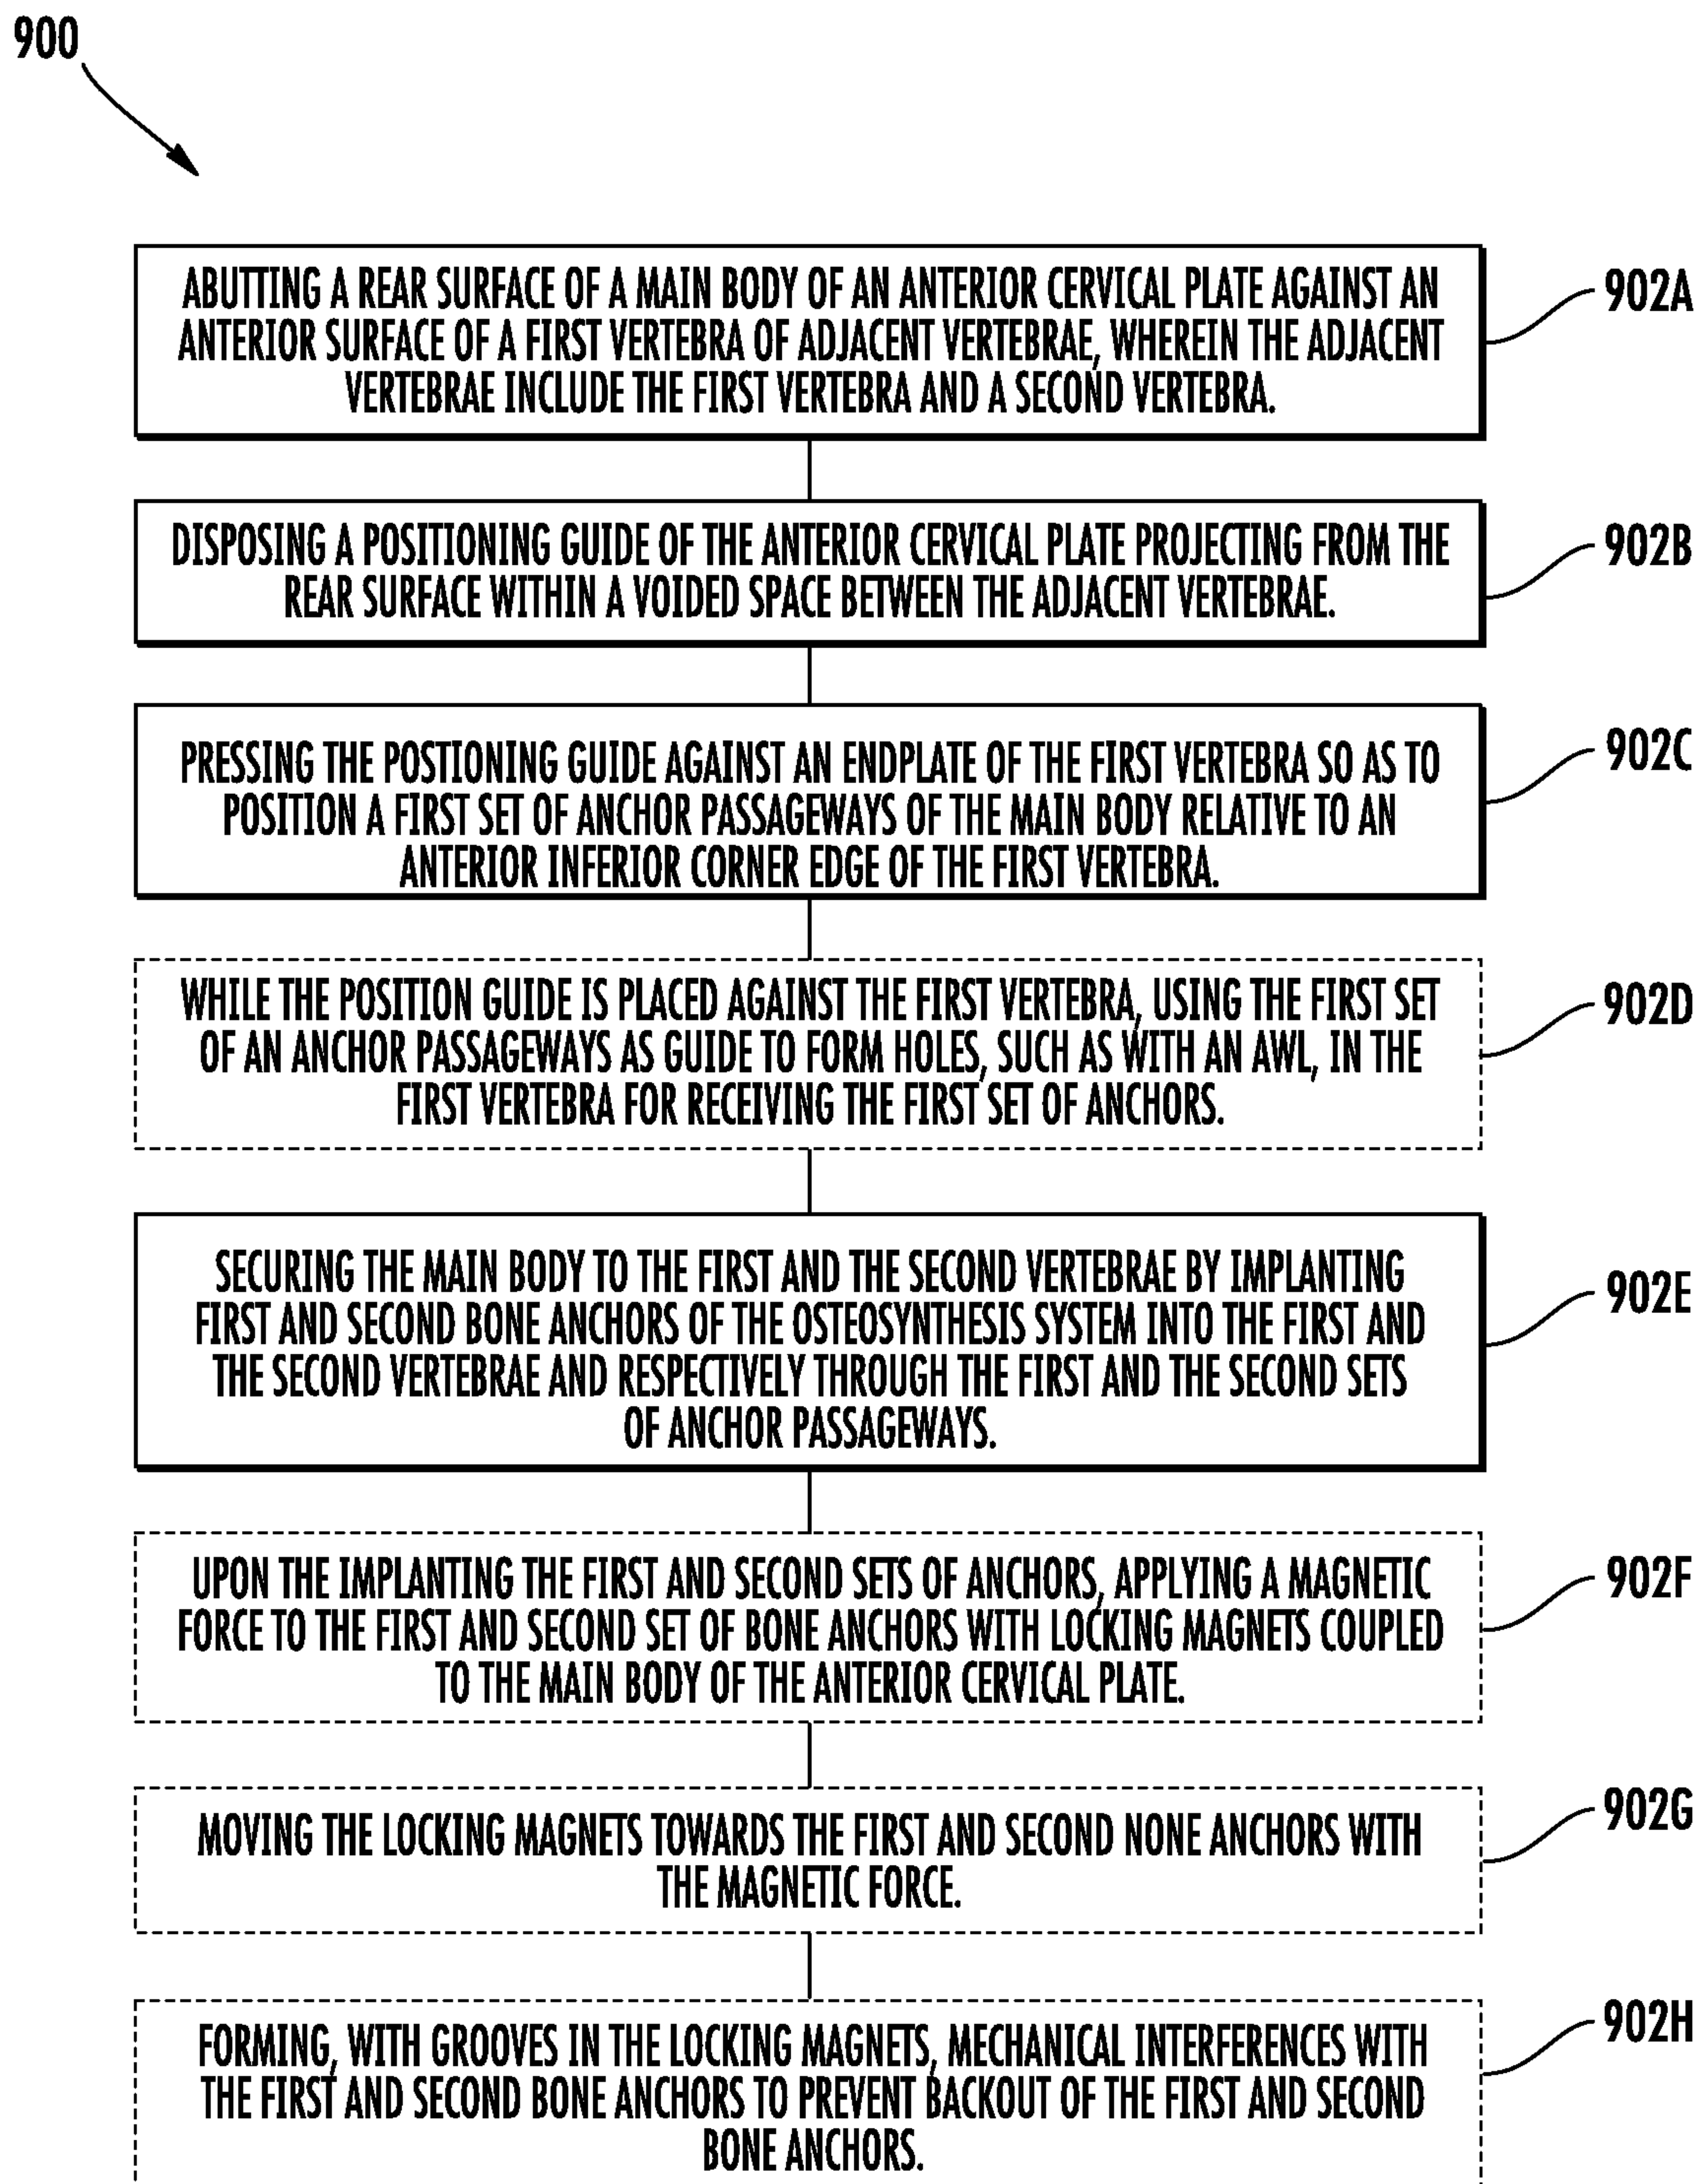 900
ABUTTING A REAR SURFACE OF A MAIN BODY OF AN ANTERIOR CERVICAL PLATE AGAINST AN
ANTERIOR SURFACE OF A FIRST VERTEBRA OF ADJACENT VERTEBRAE, WHEREIN THE ADJACENT
VERTEBRAE INCLUDE THE FIRST VERTEBRA AND A SECOND VERTEBRA.
902A
DISPOSING A POSITIONING GUIDE OF THE ANTERIOR CERVICAL PLATE PROJECTING FROM THE
REAR SURFACE WITHIN A VOIDED SPACE BETWEEN THE ADJACENT VERTEBRAE.
902B
PRESSING THE POSTIONING GUIDE AGAINST AN ENDPLATE OF THE FIRST VERTEBRA SO AS TO
POSITION A FIRST SET OF ANCHOR PASSAGEWAYS OF THE MAIN BODY RELATIVE TO AN
ANTERIOR INFERIOR CORNER EDGE OF THE FIRST VERTEBRA.
902C
WHILE THE POSITION GUIDE IS PLACED AGAINST THE FIRST VERTEBRA, USING THE FIRST SET
OF AN ANCHOR PASSAGEWAYS AS GUIDE TO FORM HOLES, SUCH AS WITH AN AWL, IN THE
FIRST VERTEBRA FOR RECEIVING THE FIRST SET OF ANCHORS.
902D
SECURING THE MAIN BODY TO THE FIRST AND THE SECOND VERTEBRAE BY IMPLANTING
FIRST AND SECOND BONE ANCHORS OF THE OSTEOSYNTHESIS SYSTEM INTO THE FIRST AND
THE SECOND VERTEBRAE AND RESPECTIVELY THROUGH THE FIRST AND THE SECOND SETS
OF ANCHOR PASSAGEWAYS.
902E
UPON THE IMPLANTING THE FIRST AND SECOND SETS OF ANCHORS, APPLYING A MAGNETIC
FORCE TO THE FIRST AND SECOND SET OF BONE ANCHORS WITH LOCKING MAGNETS COUPLED
TO THE MAIN BODY OF THE ANTERIOR CERVICAL PLATE.
902F
MOVING THE LOCKING MAGNETS TOWARDS THE FIRST AND SECOND NONE ANCHORS WITH
THE MAGNETIC FORCE.
902G
FORMING, WITH GROOVES IN THE LOCKING MAGNETS, MECHANICAL INTERFERENCES WITH
THE FIRST AND SECOND BONE ANCHORS TO PREVENT BACKOUT OF THE FIRST AND SECOND
BONE ANCHORS.
902H